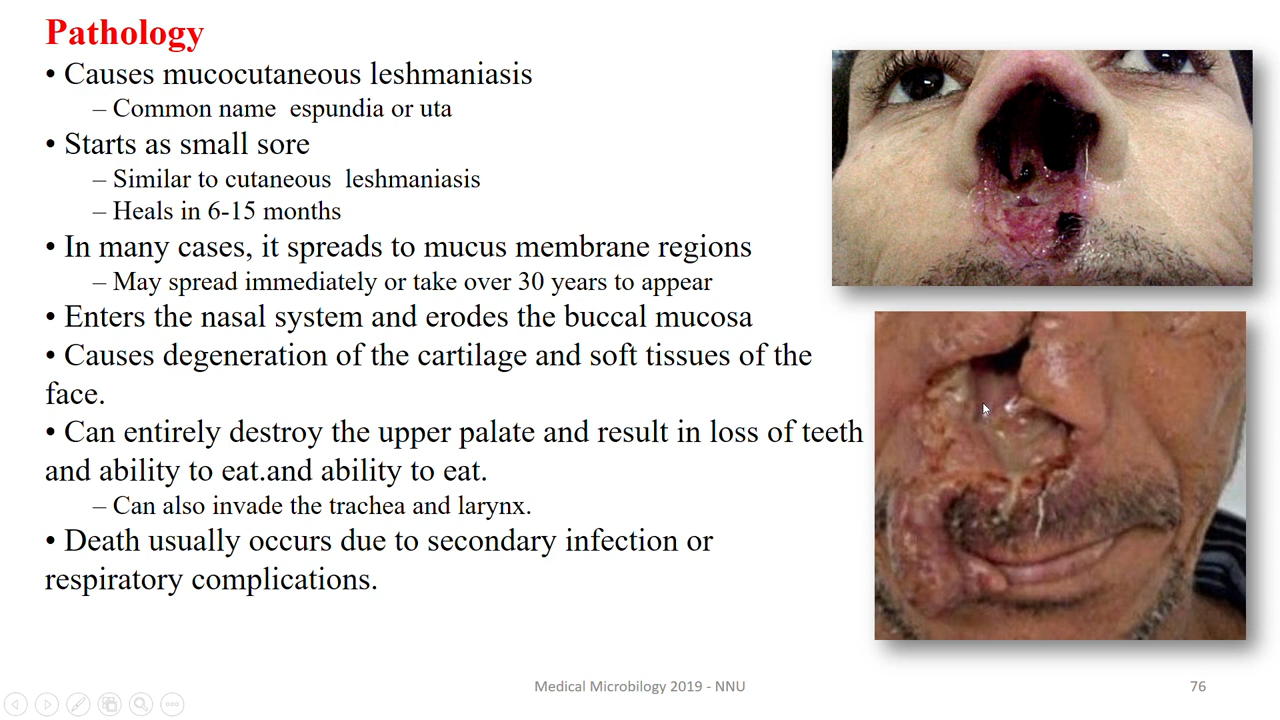 Pathology
• Causes mucocutaneous leshmaniasis
– Common name espundia or uta
• Starts as small sore
– Similar to cutaneous leshmaniasis
– Heals in 6-15 months
• In many cases, it spreads to mucus membrane regions
– May spread immediately or take over 30 years to appear
• Enters the nasal system and erodes the buccal mucosa
• Causes degeneration of the cartilage and soft tissues of the
face.
• Can entirely destroy the upper palate and result in loss of teeth
and ability to eat.and ability to eat.
– Can also invade the trachea and larynx.
• Death usually occurs due to secondary infection or
respiratory complications.
Medical Microbilogy 2019 - NNU
76